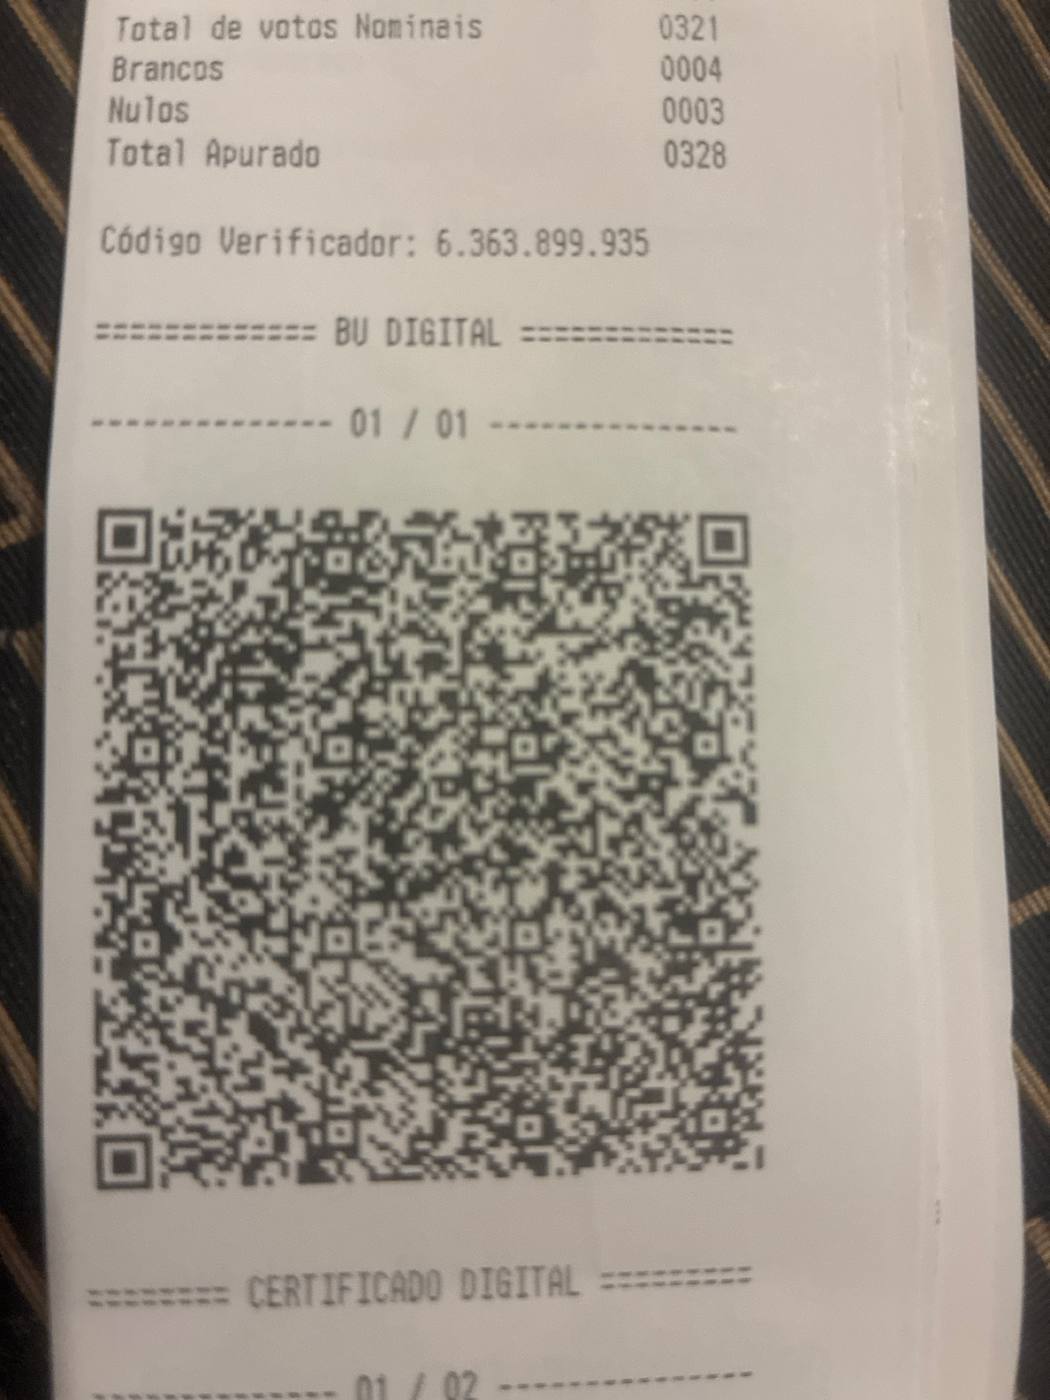 Total de votos Nominais 0321
Brancos 0004
Nulos 0003
Total Apurado 0328
Código Verificador: 6.363.899.935
============= BU DIGITAL =============
-------------- 01 / 01 ---------------
======== CERTIFICADO DIGITAL =========
-------------- 01 / 02 ---------------